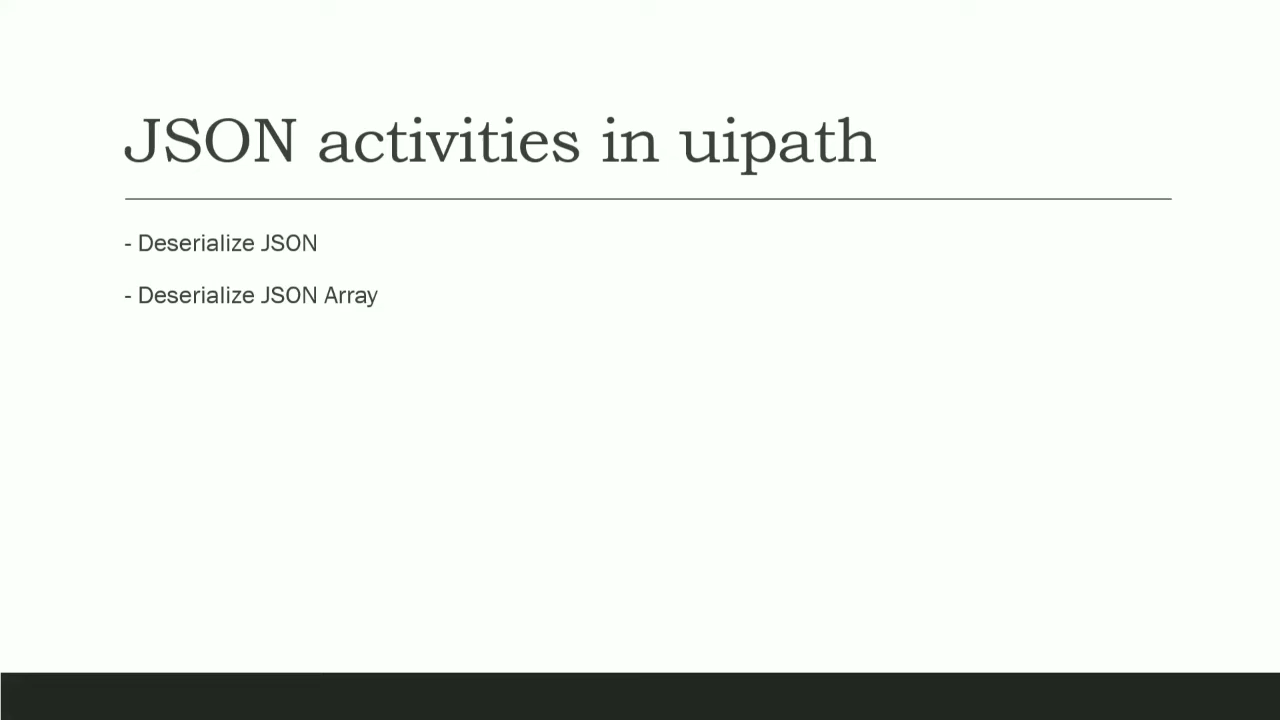 JSON activities in uipath
- Deserialize JSON
- Deserialize JSON Array